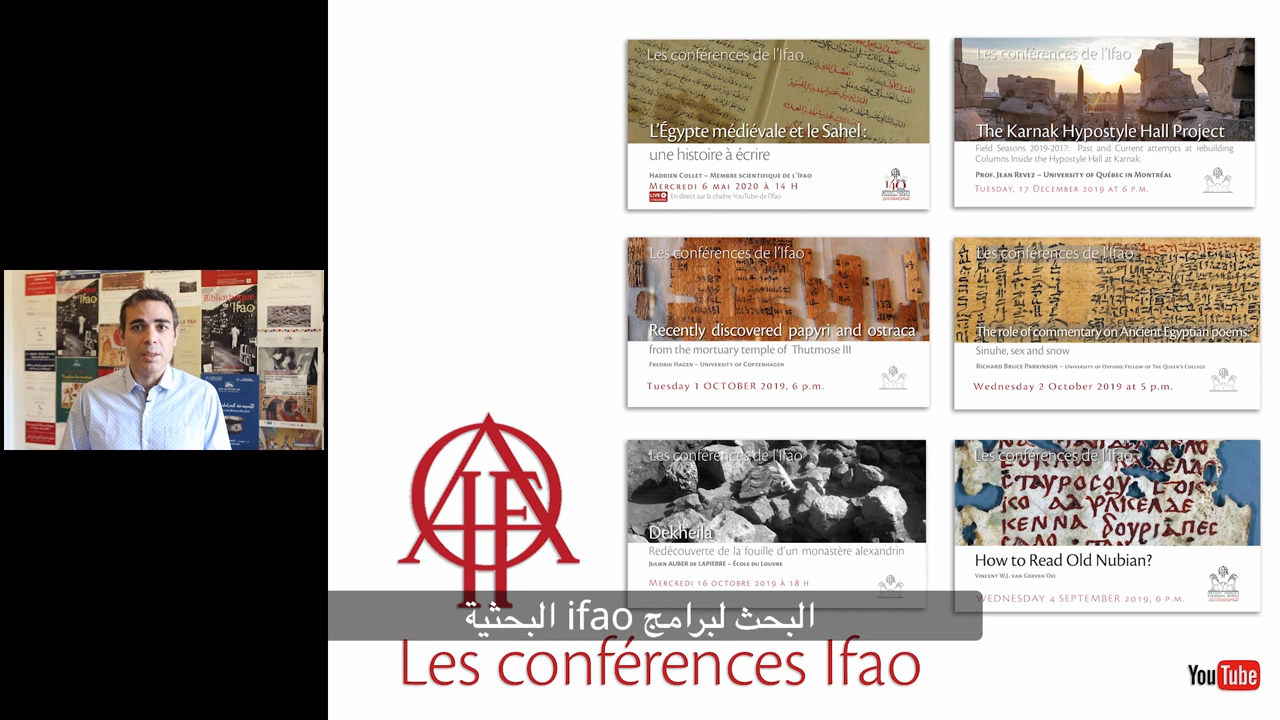 Les conférences de l'Ifao
L'Égypte médiévale et le Sahel :
une histoire à écrire
Hadrien Collet – Membre scientifique de l'Ifao
Mercredi 6 mai 2020 à 14 h
LIVE
En direct sur la chaîne YouTube de l'Ifao
Les conférences de l'Ifao
The Karnak Hypostyle Hall Project
Field Seasons 2019-2017: Past and Current attempts at rebuilding
Columns Inside the Hypostyle Hall at Karnak.
Prof. Jean Revez – University of Québec in Montréal
Tuesday, 17 December 2019 at 6 p.m.
Les conférences de l'Ifao
Recently discovered papyri and ostraca
from the mortuary temple of Thutmose III
Fredrik Hagen – University of Copzenhagen
Tuesday 1 OCTOBER 2019, 6 p.m.
Les conférences de l'Ifao
The role of commentary on Ancient Egyptian poems:
Sinuhe, sex and snow
Richard Bruce Parkinson – University of Oxford; Fellow of The Queen's College
Wednesday 2 October 2019 at 5 p.m.
Les conférences de l'Ifao
Dekheila
Redécouverte de la fouille d'un monastère alexandrin
Julien AUBER de LAPIERRE – École du Louvre
Mercredi 16 octobre 2019 à 18 h
Les conférences de l'Ifao
How to Read Old Nubian?
Vincent W.J. van Gerven Oei
WEDNESDAY 4 SEPTEMBER 2019, 6 P.M.
Bibliothèque
Ifao
البحث لبرامج ifao البحثية
Les conférences Ifao
YouTube